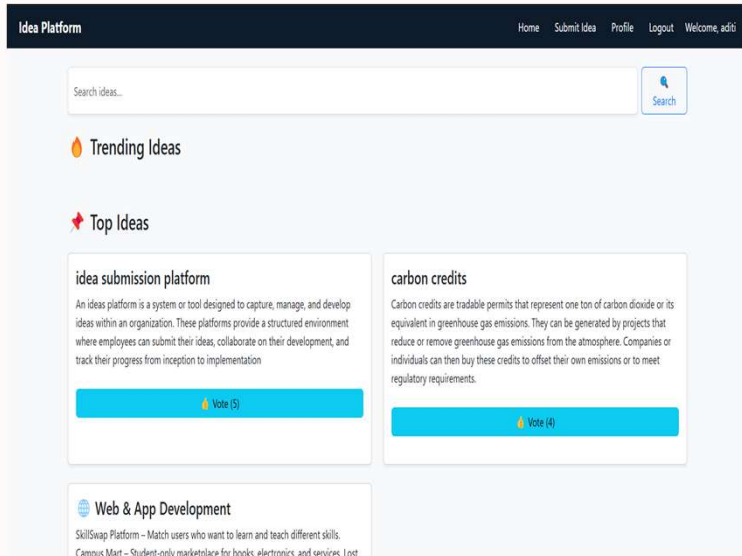 Idea Platform
Home Submit Idea Profile Logout Welcome, aditi
Search ideas...
🔍
Search
🔥 Trending Ideas
📌 Top Ideas
idea submission platform
An ideas platform is a system or tool designed to capture, manage, and develop
ideas within an organization. These platforms provide a structured environment
where employees can submit their ideas, collaborate on their development, and
track their progress from inception to implementation
👍 Vote (5)
carbon credits
Carbon credits are tradable permits that represent one ton of carbon dioxide or its
equivalent in greenhouse gas emissions. They can be generated by projects that
reduce or remove greenhouse gas emissions from the atmosphere. Companies or
individuals can then buy these credits to offset their own emissions or to meet
regulatory requirements.
👍 Vote (4)
🌐 Web & App Development
SkillSwap Platform – Match users who want to learn and teach different skills.
Campus Mart – Student-only marketplace for books, electronics, and services. Lost